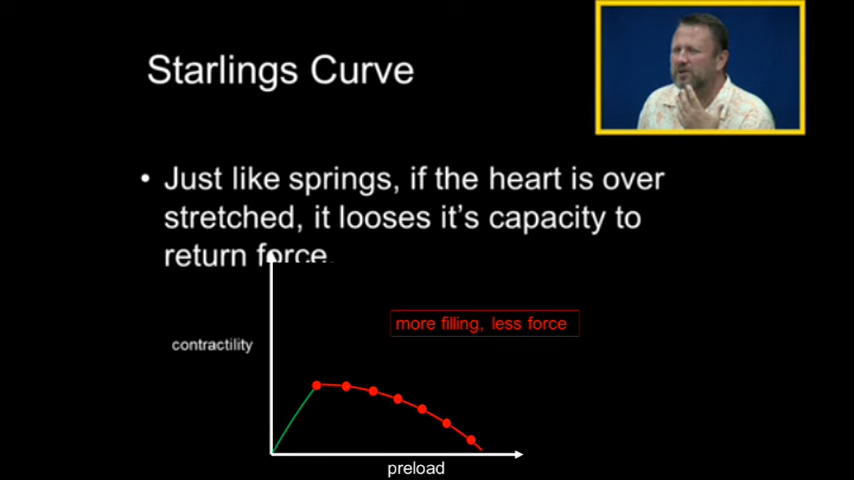 Starlings Curve
• Just like springs, if the heart is over
stretched, it looses it's capacity to
return force.
more filling, less force
contractility
preload